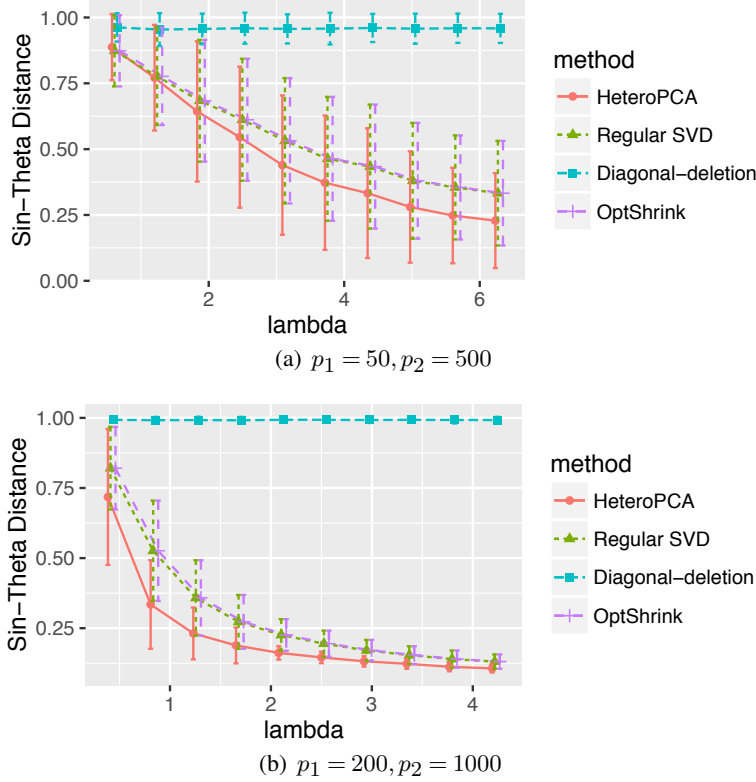 1.00
0.75
0.50
0.25
0.00
Sin−Theta Distance
2
4
6
lambda
method
HeteroPCA
Regular SVD
Diagonal−deletion
OptShrink
(a) p1 = 50, p2 = 500
1.00
0.75
0.50
0.25
Sin−Theta Distance
1
2
3
4
lambda
method
HeteroPCA
Regular SVD
Diagonal−deletion
OptShrink
(b) p1 = 200, p2 = 1000